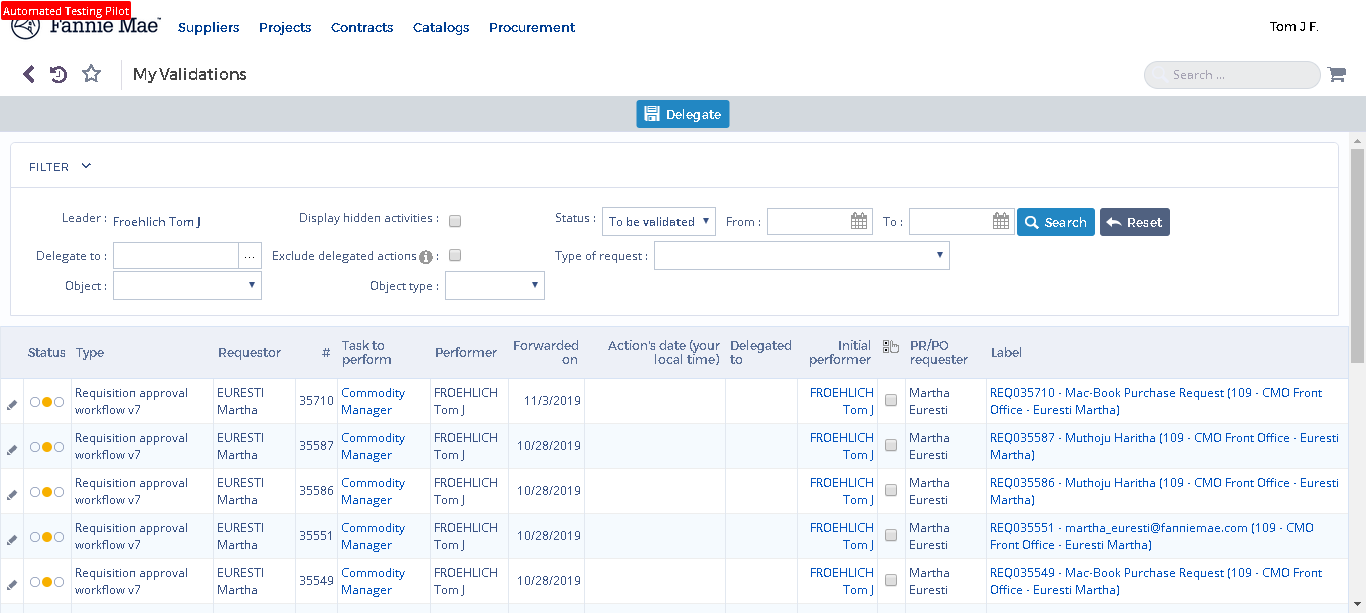 Automated Testing Pilot
Fannie Mae
Suppliers Projects Contracts Catalogs Procurement
Tom J F.
My Validations
Search ...
Delegate
FILTER
Leader : Froehlich Tom J Display hidden activities : Status : To be validated From : To : Search Reset
Delegate to : ... Exclude delegated actions i : Type of request :
Object : Object type :
Status Type Requestor # Task to perform Performer Forwarded on Action's date (your local time) Delegated to Initial performer PR/PO requester Label
Requisition approval EURESTI 35710 Commodity FROEHLICH 11/3/2019 FROEHLICH Martha REQ035710 - Mac-Book Purchase Request (109 - CMO Front
workflow v7 Martha Manager Tom J Tom J Euresti Office - Euresti Martha)
Requisition approval EURESTI 35587 Commodity FROEHLICH 10/28/2019 FROEHLICH Martha REQ035587 - Muthoju Haritha (109 - CMO Front Office - Euresti
workflow v7 Martha Manager Tom J Tom J Euresti Martha)
Requisition approval EURESTI 35586 Commodity FROEHLICH 10/28/2019 FROEHLICH Martha REQ035586 - Muthoju Haritha (109 - CMO Front Office - Euresti
workflow v7 Martha Manager Tom J Tom J Euresti Martha)
Requisition approval EURESTI 35551 Commodity FROEHLICH 10/28/2019 FROEHLICH Martha REQ035551 - martha_euresti@fanniemae.com (109 - CMO
workflow v7 Martha Manager Tom J Tom J Euresti Front Office - Euresti Martha)
Requisition approval EURESTI 35549 Commodity FROEHLICH 10/28/2019 FROEHLICH Martha REQ035549 - Mac-Book Purchase Request (109 - CMO Front
workflow v7 Martha Manager Tom J Tom J Euresti Office - Euresti Martha)